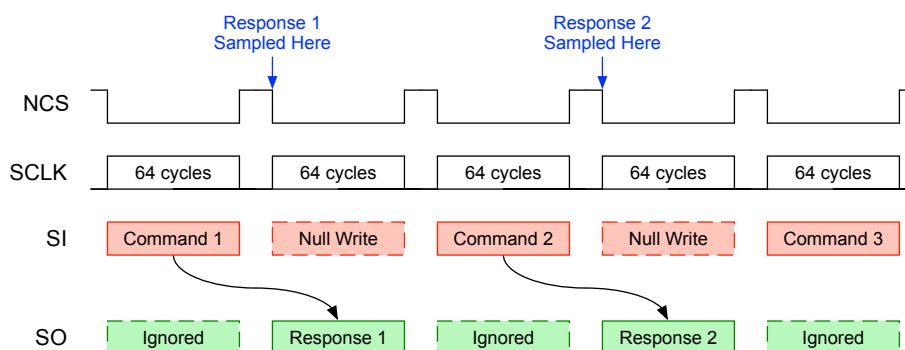 Response 1
Sampled Here
Response 2
Sampled Here
NCS
SCLK
64 cycles
64 cycles
64 cycles
64 cycles
64 cycles
SI
Command 1
Null Write
Command 2
Null Write
Command 3
SO
Ignored
Response 1
Ignored
Response 2
Ignored